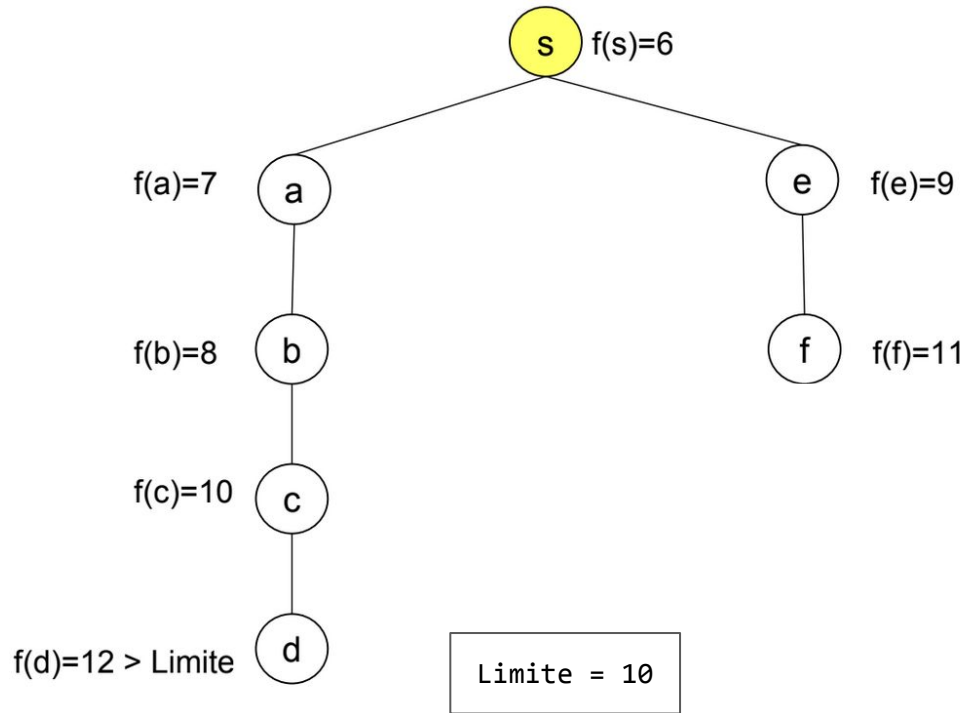 s f(s)=6
f(a)=7 a e f(e)=9
f(b)=8 b f f(f)=11
f(c)=10 c
f(d)=12 > Limite d
Limite = 10